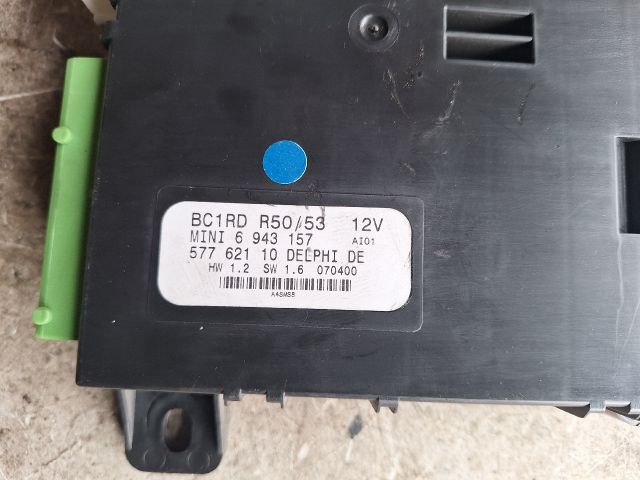 BC1RD R50/53 12V
MINI 6 943 157 AI01
577 621 10 DELPHI DE
HW 1.2 SW 1.6 070400
A4SMSB